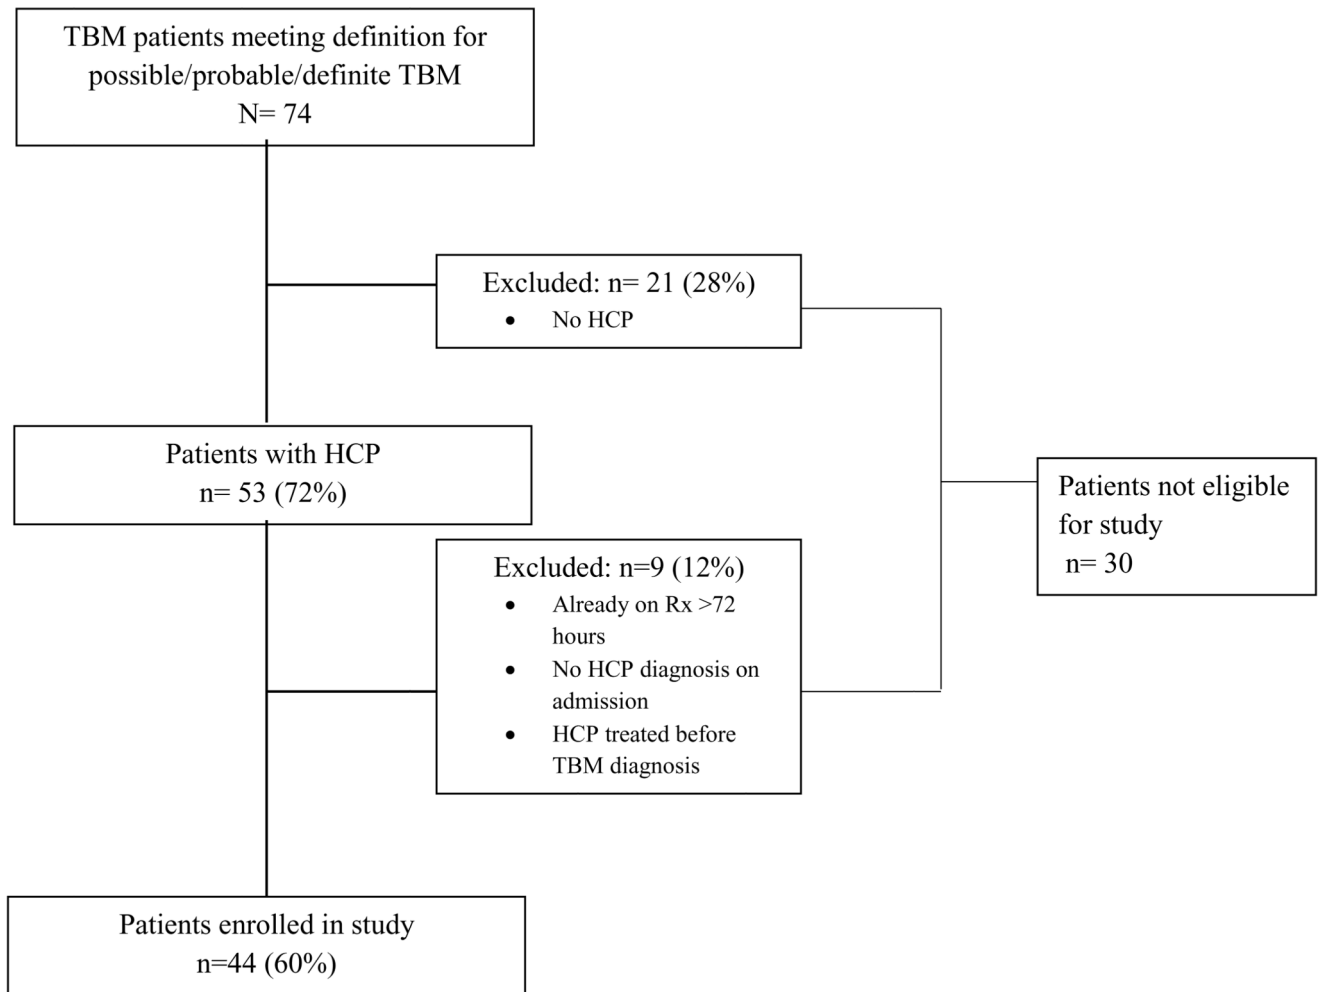 TBM patients meeting definition for
possible/probable/definite TBM
N= 74
Excluded: n= 21 (28%)
• No HCP
Patients with HCP
n= 53 (72%)
Patients not eligible
for study
n= 30
Excluded: n=9 (12%)
• Already on Rx >72
hours
• No HCP diagnosis on
admission
• HCP treated before
TBM diagnosis
Patients enrolled in study
n=44 (60%)